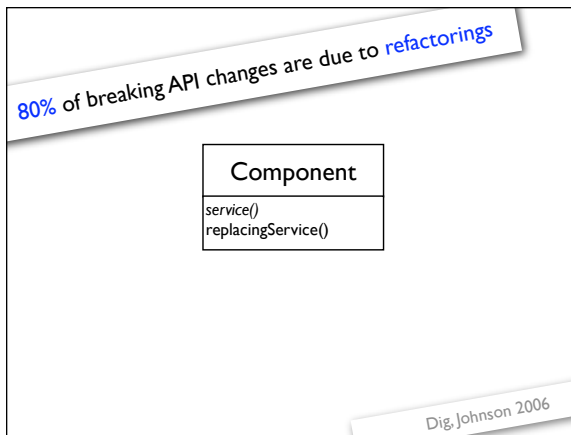 80% of breaking API changes are due to refactorings
Component
service()
replacingService()
Dig, Johnson 2006